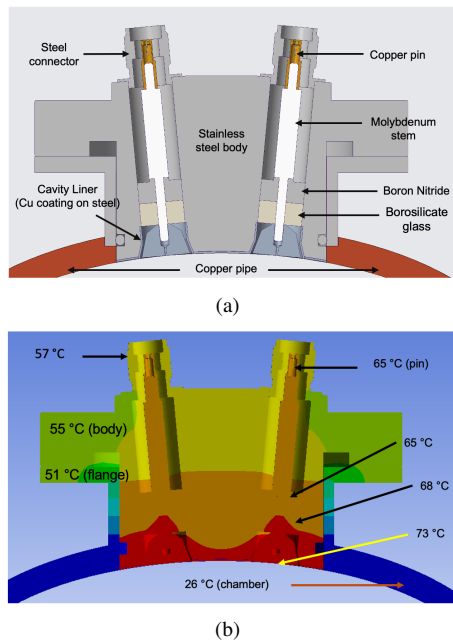 Steel
connector
Copper pin
Molybdenum
stem
Stainless
steel body
Boron Nitride
Cavity Liner
(Cu coating on steel)
Borosilicate
glass
Copper pipe
(a)
57 °C
65 °C (pin)
55 °C (body)
65 °C
51 °C (flange)
68 °C
73 °C
26 °C (chamber)
(b)